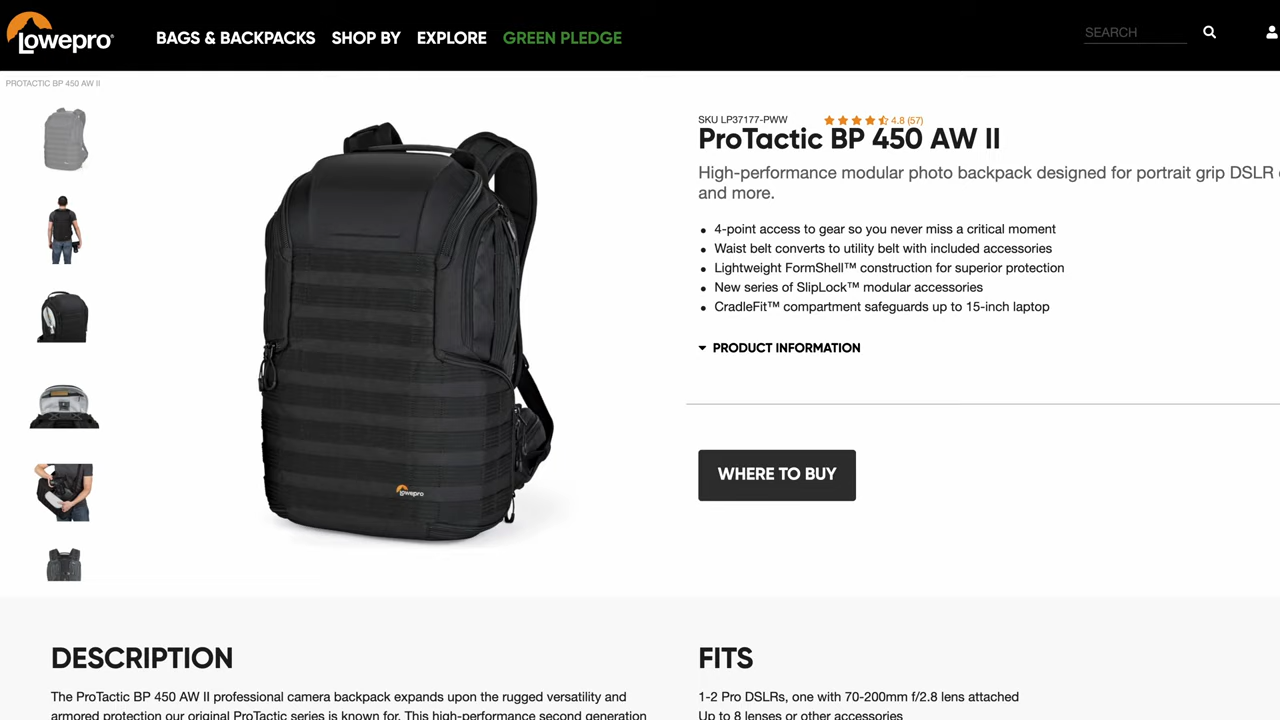 Lowepro
BAGS & BACKPACKS SHOP BY EXPLORE GREEN PLEDGE
SEARCH
PROTACTIC BP 450 AW II
SKU LP37177-PWW 4.8 (57)
ProTactic BP 450 AW II
High-performance modular photo backpack designed for portrait grip DSLR
and more.
4-point access to gear so you never miss a critical moment
Waist belt converts to utility belt with included accessories
Lightweight FormShell™ construction for superior protection
New series of SlipLock™ modular accessories
CradleFit™ compartment safeguards up to 15-inch laptop
PRODUCT INFORMATION
Lowepro
WHERE TO BUY
DESCRIPTION
The ProTactic BP 450 AW II professional camera backpack expands upon the rugged versatility and
armored protection our original ProTactic series is known for. This high-performance second generation
FITS
1-2 Pro DSLRs, one with 70-200mm f/2.8 lens attached
Up to 8 lenses or other accessories